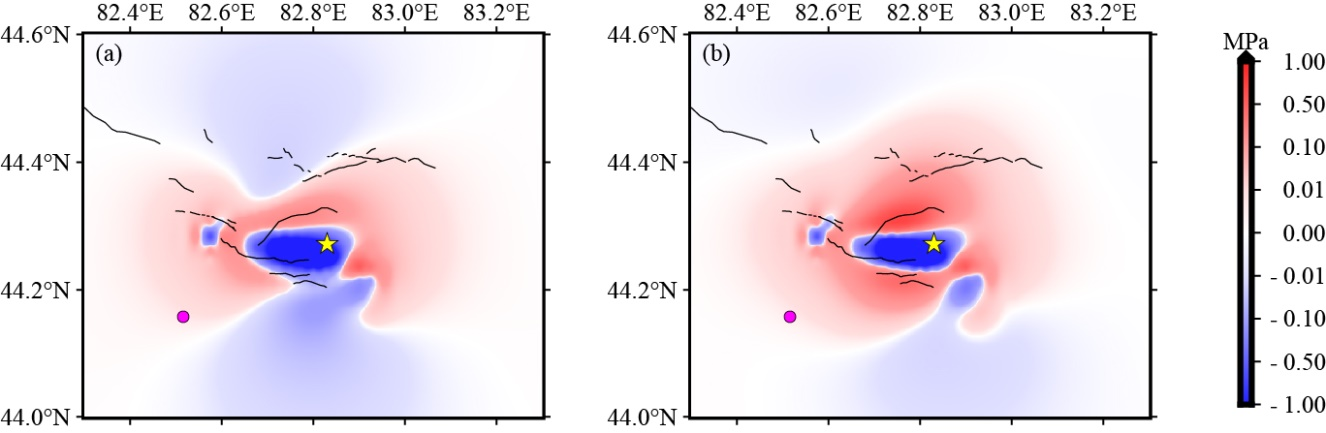 82.4°E 82.6°E 82.8°E 83.0°E 83.2°E
82.4°E 82.6°E 82.8°E 83.0°E 83.2°E
44.6°N
44.4°N
44.2°N
44.0°N
(a)
44.6°N
44.4°N
44.2°N
44.0°N
(b)
MPa
1.00
0.50
0.10
0.01
0.00
- 0.01
- 0.10
- 0.50
- 1.00